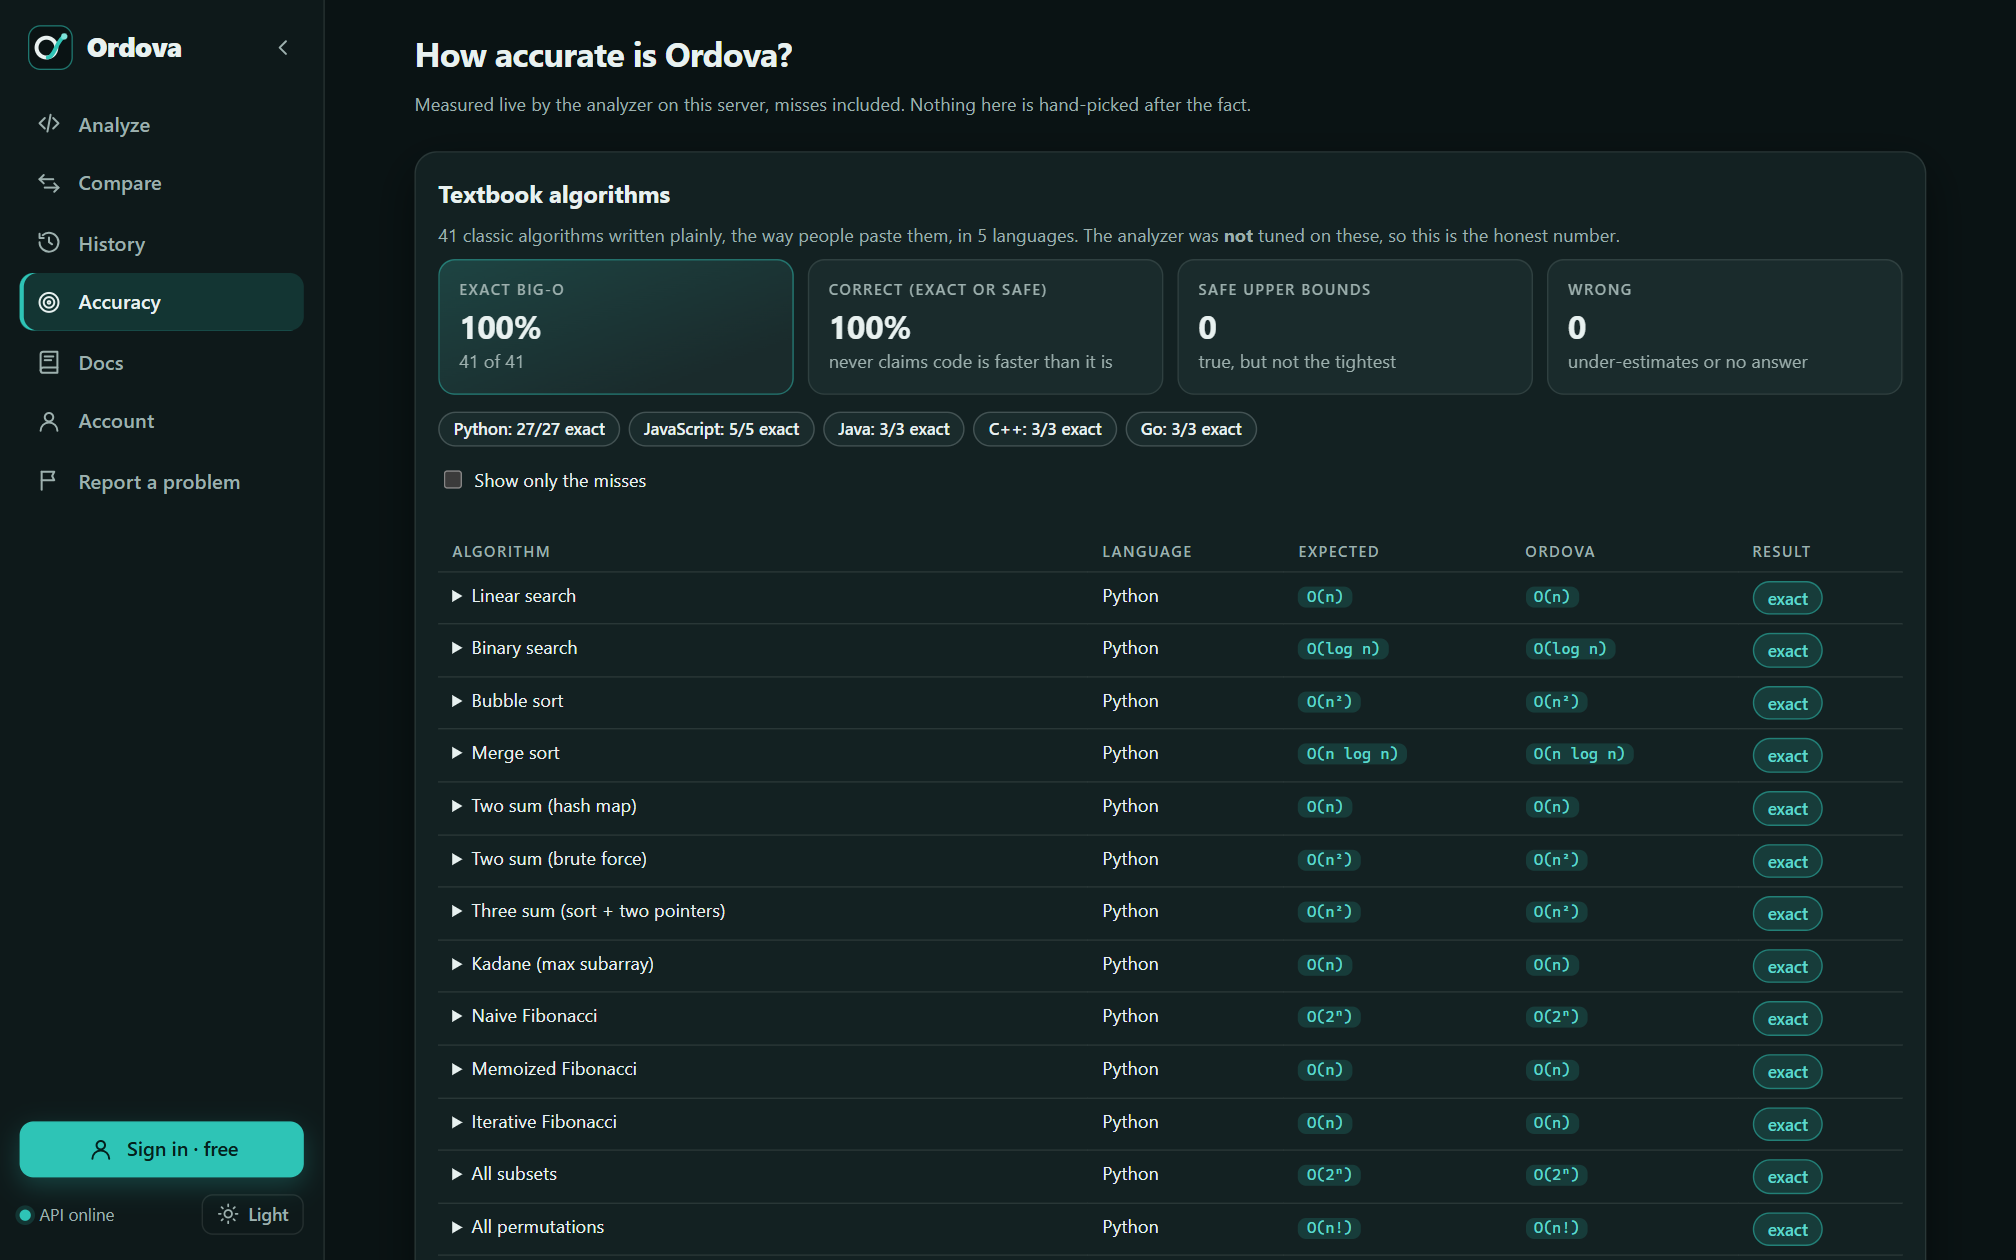 Ordova
Analyze
Compare
History
Accuracy
Docs
Account
Report a problem
Sign in · free
API online
Light
How accurate is Ordova?
Measured live by the analyzer on this server, misses included. Nothing here is hand-picked after the fact.
Textbook algorithms
41 classic algorithms written plainly, the way people paste them, in 5 languages. The analyzer was not tuned on these, so this is the honest number.
EXACT BIG-O
100%
41 of 41
CORRECT (EXACT OR SAFE)
100%
never claims code is faster than it is
SAFE UPPER BOUNDS
0
true, but not the tightest
WRONG
0
under-estimates or no answer
Python: 27/27 exact JavaScript: 5/5 exact Java: 3/3 exact C++: 3/3 exact Go: 3/3 exact
Show only the misses
ALGORITHM LANGUAGE EXPECTED ORDOVA RESULT
Linear search Python O(n) O(n) exact
Binary search Python O(log n) O(log n) exact
Bubble sort Python O(n²) O(n²) exact
Merge sort Python O(n log n) O(n log n) exact
Two sum (hash map) Python O(n) O(n) exact
Two sum (brute force) Python O(n²) O(n²) exact
Three sum (sort + two pointers) Python O(n²) O(n²) exact
Kadane (max subarray) Python O(n) O(n) exact
Naive Fibonacci Python O(2ⁿ) O(2ⁿ) exact
Memoized Fibonacci Python O(n) O(n) exact
Iterative Fibonacci Python O(n) O(n) exact
All subsets Python O(2ⁿ) O(2ⁿ) exact
All permutations Python O(n!) O(n!) exact